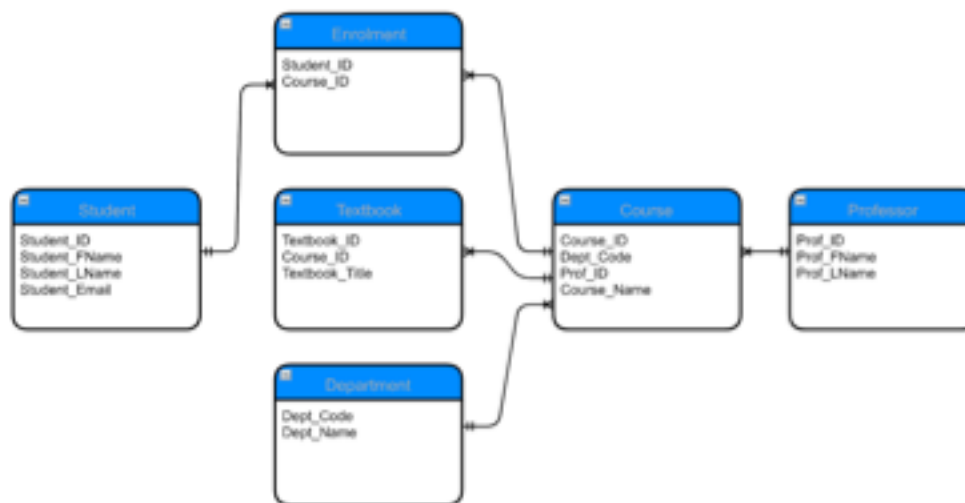 Enrolment
Student_ID
Course_ID
Student
Student_ID
Student_FName
Student_LName
Student_Email
Textbook
Textbook_ID
Course_ID
Textbook_Title
Course
Course_ID
Dept_Code
Prof_ID
Course_Name
Professor
Prof_ID
Prof_FName
Prof_LName
Department
Dept_Code
Dept_Name